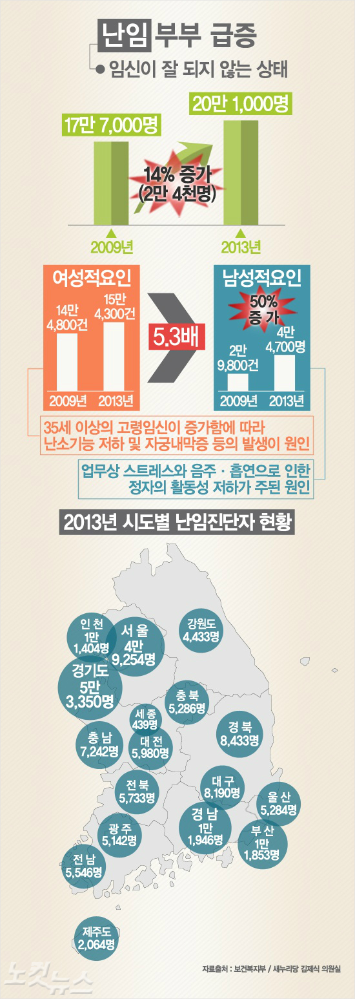 난임 부부 급증
임신이 잘 되지 않는 상태
17만 7,000명
20만 1,000명
14% 증가
(2만 4천명)
2009년
2013년
여성적요인
14만
4,800건
15만
4,300건
2009년
2013년
5.3배
남성적요인
50%
증 가
2만
9,800건
4만
4,700명
2009년
2013년
35세 이상의 고령임신이 증가함에 따라
난소기능 저하 및 자궁내막증 등의 발생이 원인
업무상 스트레스와 음주 · 흡연으로 인한
정자의 활동성 저하가 주된 원인
2013년 시도별 난임진단자 현황
인 천
1만
1,404명
서 울
4만
9,254명
강원도
4,433명
경기도
5만
3,350명
충 북
5,286명
세 종
439명
경 북
8,433명
충 남
7,242명
대 전
5,980명
전 북
5,733명
대 구
8,190명
울 산
5,284명
경 남
1만
1,946명
광 주
5,142명
부 산
1만
1,853명
전 남
5,546명
제주도
2,064명
자료출처 : 보건복지부 / 새누리당 김제식 의원실
노컷뉴스